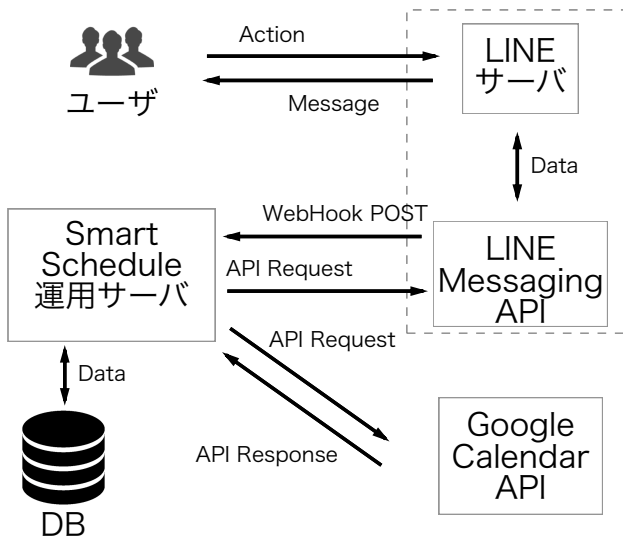 Action
LINE
サーバ
ユーザ
Message
Data
WebHook POST
Smart
Schedule
運用サーバ
API Request
LINE
Messaging
API
API Request
Data
API Response
Google
Calendar
API
DB